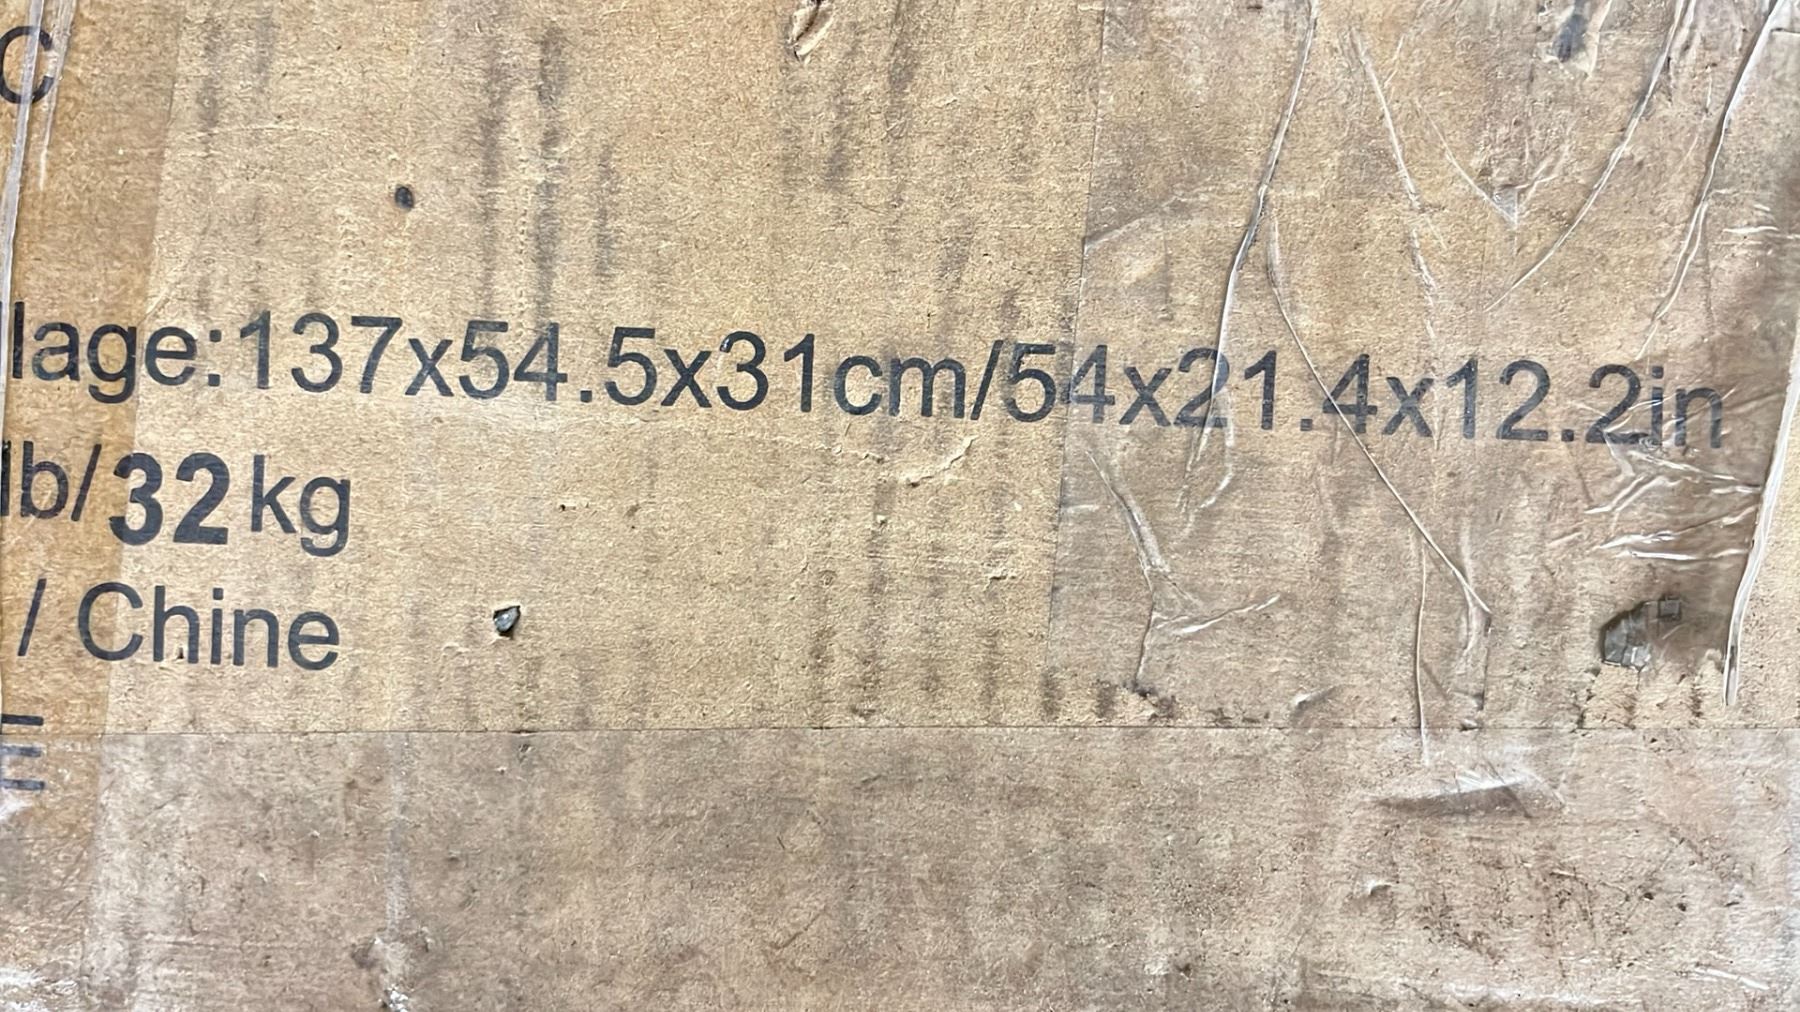 C
lage:137x54.5x31cm/54x21.4x12.2in
lb/32kg
/ Chine
E